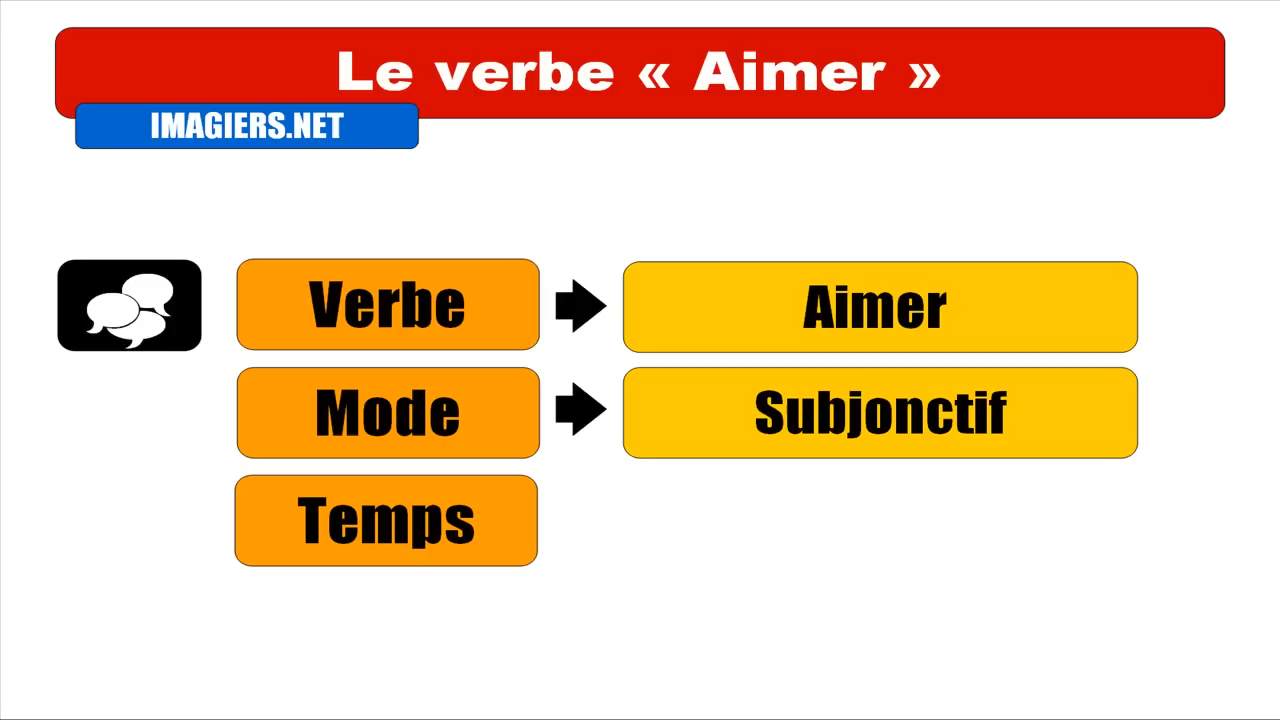 Le verbe « Aimer »
IMAGIERS.NET
Verbe
Aimer
Mode
Subjonctif
Temps